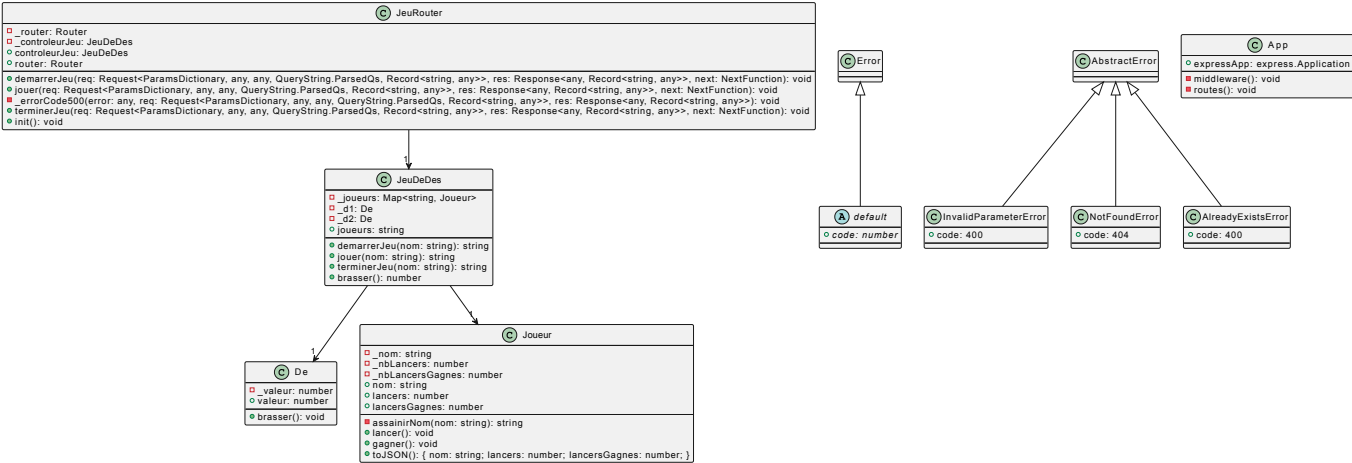 C JeuRouter
_router: Router
_controleurJeu: JeuDeDes
controleurJeu: JeuDeDes
router: Router
demarrerJeu(req: Request<ParamsDictionary, any, any, QueryString.ParsedQs, Record<string, any>>, res: Response<any, Record<string, any>>, next: NextFunction): void
jouer(req: Request<ParamsDictionary, any, any, QueryString.ParsedQs, Record<string, any>>, res: Response<any, Record<string, any>>, next: NextFunction): void
_errorCode500(error: any, req: Request<ParamsDictionary, any, any, QueryString.ParsedQs, Record<string, any>>, res: Response<any, Record<string, any>>): void
terminerJeu(req: Request<ParamsDictionary, any, any, QueryString.ParsedQs, Record<string, any>>, res: Response<any, Record<string, any>>, next: NextFunction): void
init(): void
1
C JeuDeDes
_joueurs: Map<string, Joueur>
_d1: De
_d2: De
joueurs: string
demarrerJeu(nom: string): string
jouer(nom: string): string
terminerJeu(nom: string): string
brasser(): number
1
1
C De
_valeur: number
valeur: number
brasser(): void
C Joueur
_nom: string
_nbLancers: number
_nbLancersGagnes: number
nom: string
lancers: number
lancersGagnes: number
assainirNom(nom: string): string
lancer(): void
gagner(): void
toJSON(): { nom: string; lancers: number; lancersGagnes: number; }
C Error
A default
code: number
C AbstractError
C InvalidParameterError
code: 400
C NotFoundError
code: 404
C AlreadyExistsError
code: 400
C App
expressApp: express.Application
middleware(): void
routes(): void